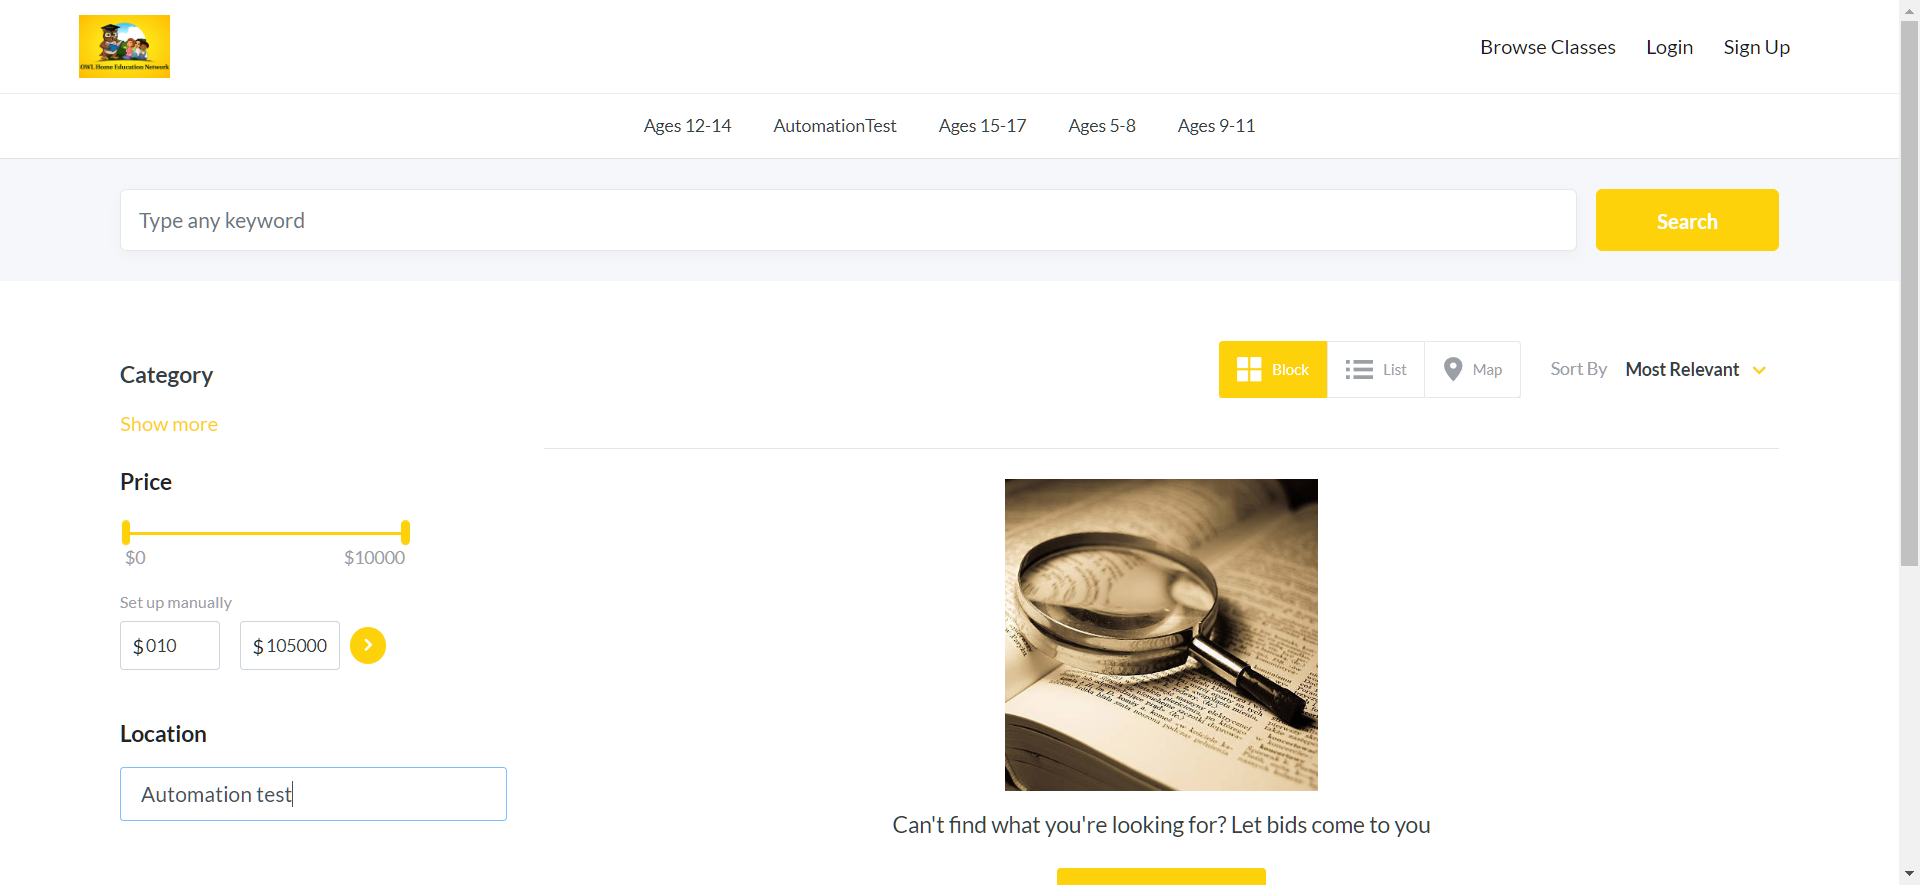 OWL Home Education Network
Browse Classes
Login
Sign Up
Ages 12-14
AutomationTest
Ages 15-17
Ages 5-8
Ages 9-11
Type any keyword
Search
Category
Show more
Price
$0
$10000
Set up manually
$ 010
$ 105000
Location
Automation test
Block
List
Map
Sort By
Most Relevant
Can't find what you're looking for? Let bids come to you